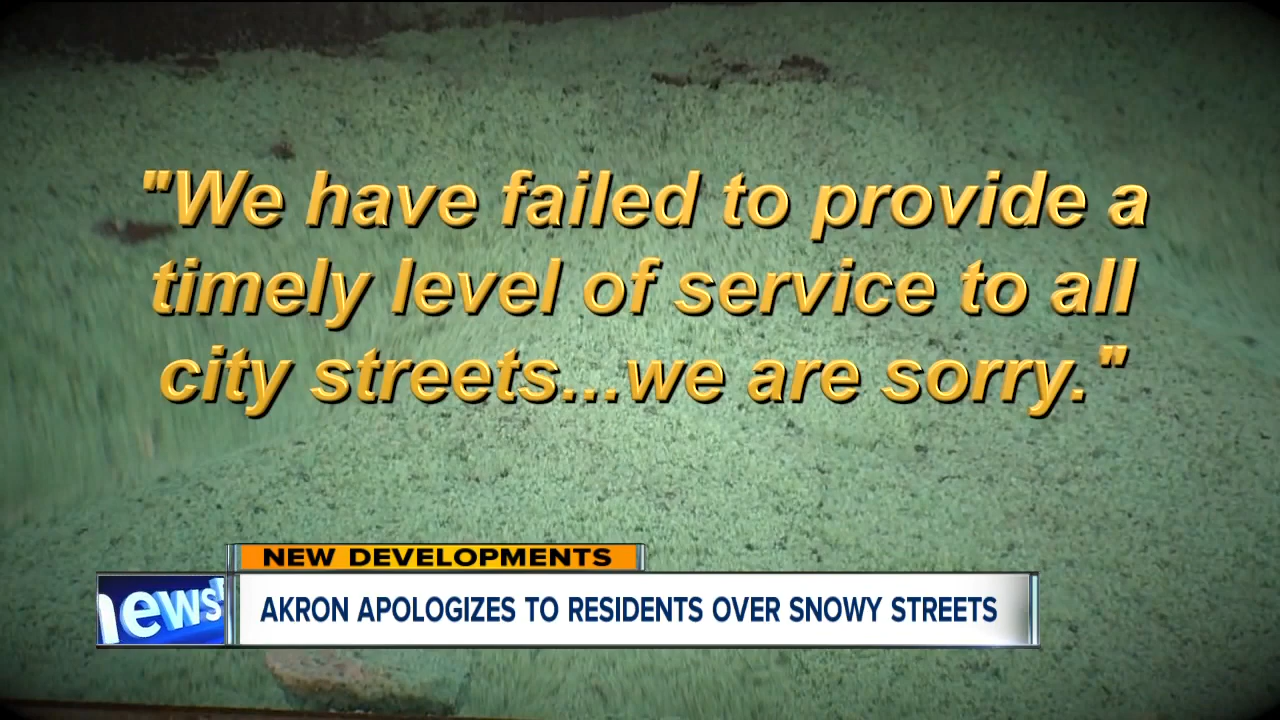 "We have failed to provide a
timely level of service to all
city streets...we are sorry."
NEW DEVELOPMENTS
news5
AKRON APOLOGIZES TO RESIDENTS OVER SNOWY STREETS